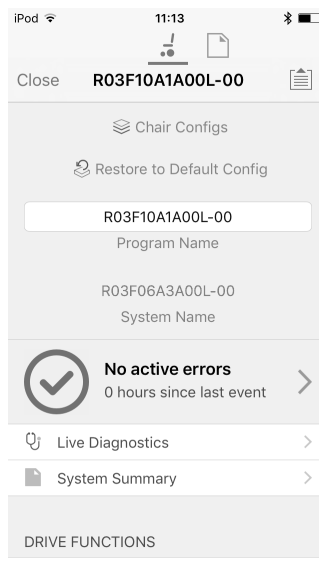 iPod 11:13
Close R03F10A1A00L-00
Chair Configs
Restore to Default Config
R03F10A1A00L-00
Program Name
R03F06A3A00L-00
System Name
No active errors
0 hours since last event
Live Diagnostics
System Summary
DRIVE FUNCTIONS